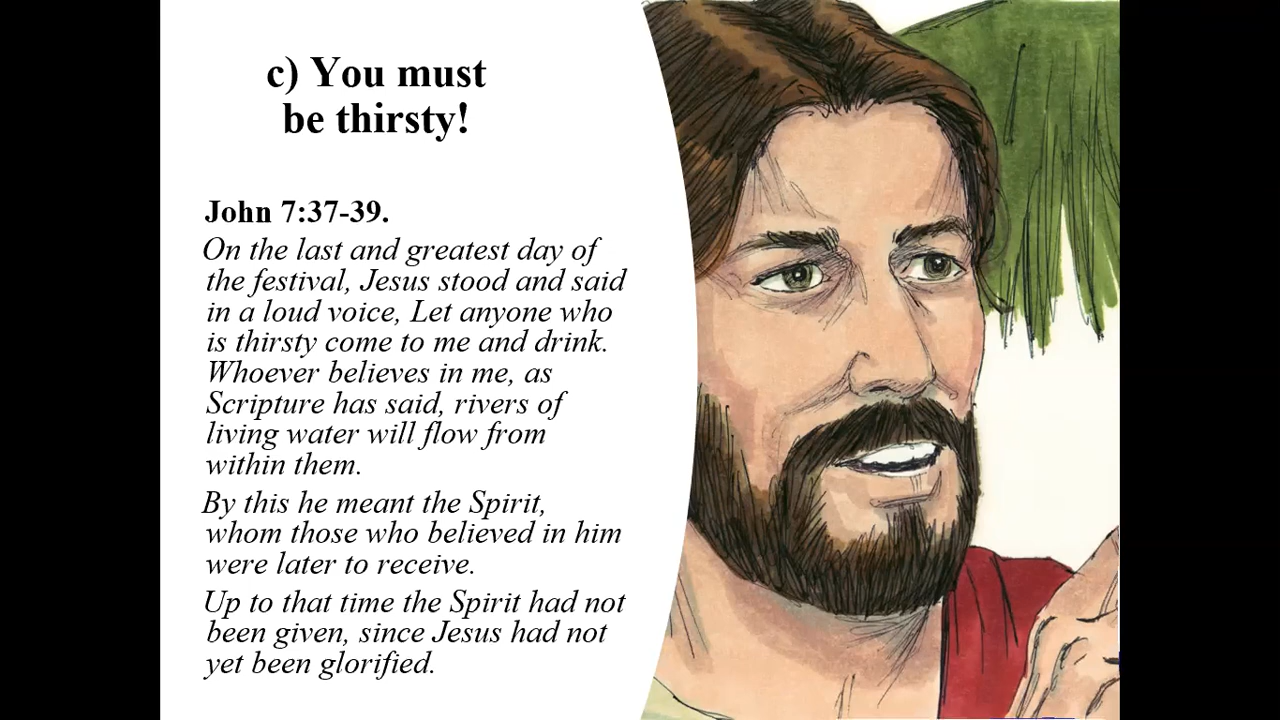 c) You must
be thirsty!
John 7:37-39.
On the last and greatest day of
the festival, Jesus stood and said
in a loud voice, Let anyone who
is thirsty come to me and drink.
Whoever believes in me, as
Scripture has said, rivers of
living water will flow from
within them.
By this he meant the Spirit,
whom those who believed in him
were later to receive.
Up to that time the Spirit had not
been given, since Jesus had not
yet been glorified.